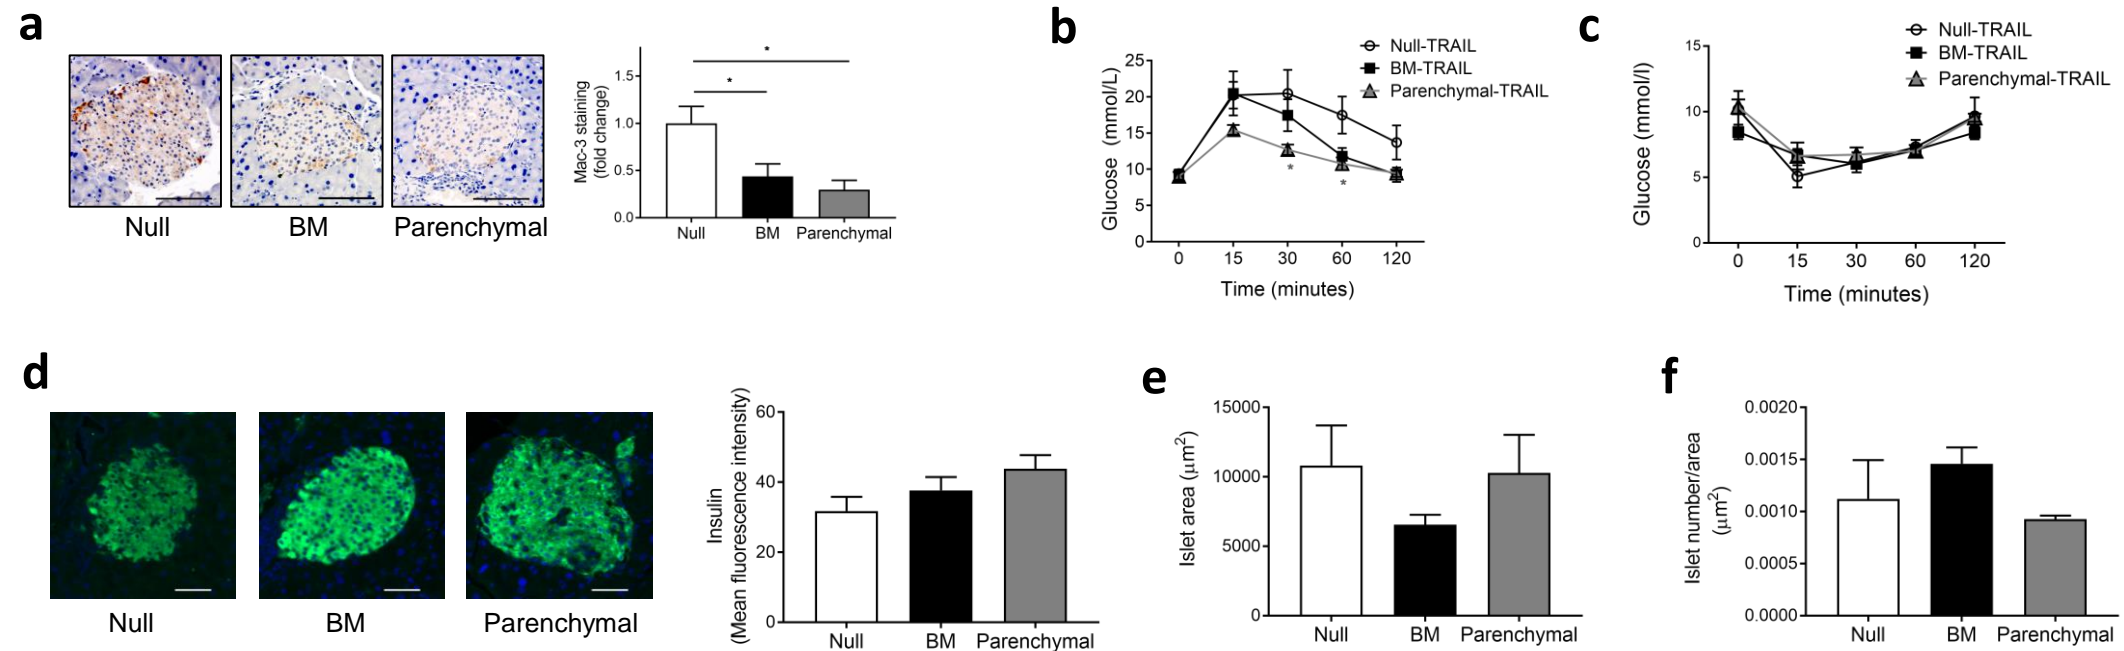 a
Null
BM
Parenchymal
Mac-3 staining
(fold change)
1.5
1.0
0.5
0.0
*
*
Null
BM
Parenchymal
b
Null-TRAIL
BM-TRAIL
Parenchymal-TRAIL
Glucose (mmol/L)
25
20
15
10
5
0
*
*
0
15
30
60
120
Time (minutes)
c
Null-TRAIL
BM-TRAIL
Parenchymal-TRAIL
Glucose (mmol/l)
15
10
5
0
0
15
30
60
120
Time (minutes)
d
Null
BM
Parenchymal
Insulin
(Mean fluorescence intensity)
60
40
20
0
Null
BM
Parenchymal
e
Islet area (μm²)
15000
10000
5000
0
Null
BM
Parenchymal
f
Islet number/area
(μm²)
0.0020
0.0015
0.0010
0.0005
0.0000
Null
BM
Parenchymal